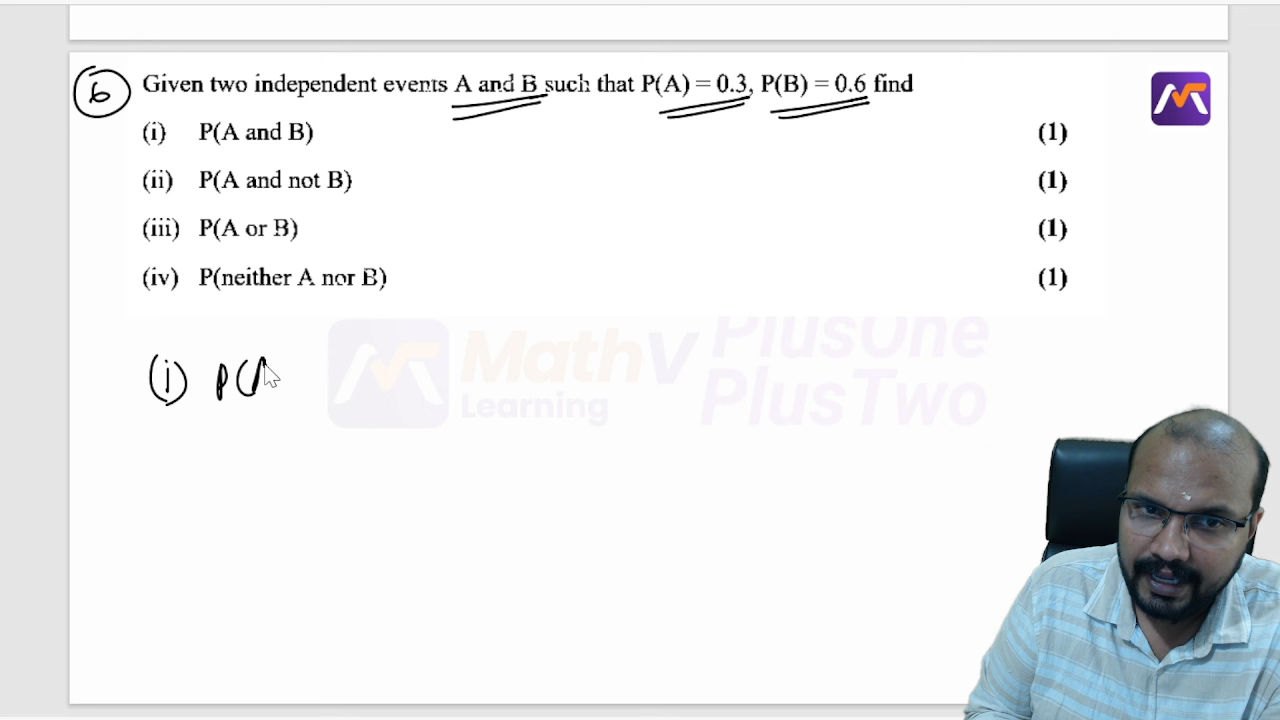 6 Given two independent events A and B such that P(A) = 0.3, P(B) = 0.6 find
(i) P(A and B) (1)
(ii) P(A and not B) (1)
(iii) P(A or B) (1)
(iv) P(neither A nor B) (1)
MathV PlusOne
Learning PlusTwo
(i) P(A